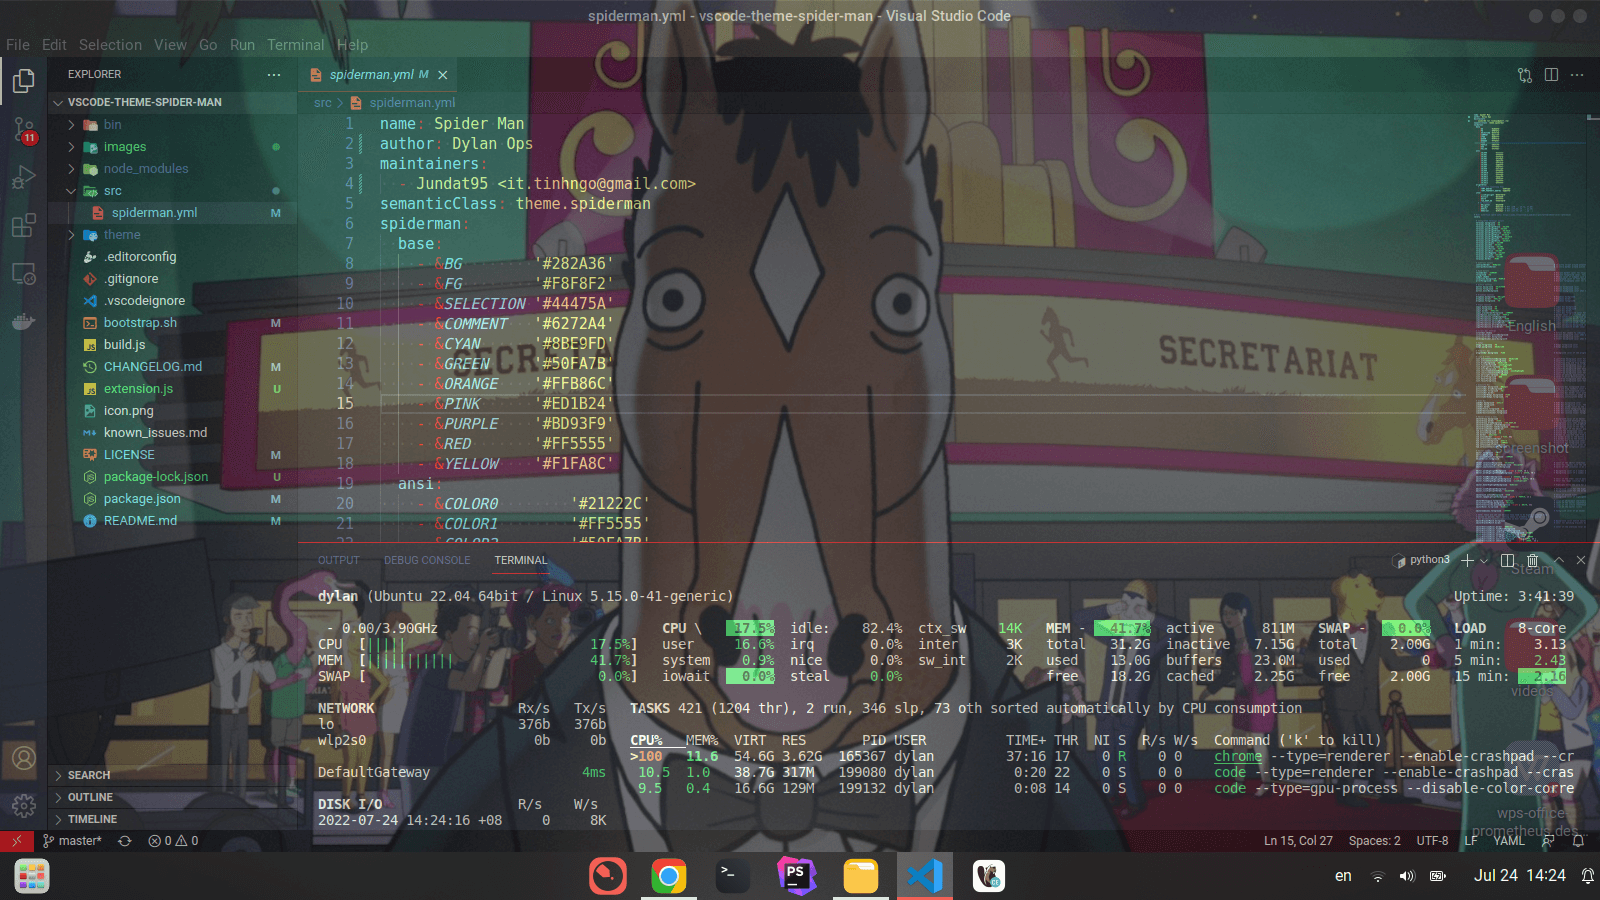 spiderman.yml - vscode-theme-spider-man - Visual Studio Code
File Edit Selection View Go Run Terminal Help
EXPLORER ...
spiderman.yml M
VSCODE-THEME-SPIDER-MAN
src > spiderman.yml
bin
images
node_modules
src
spiderman.yml M
theme
.editorconfig
.gitignore
.vscodeignore
bootstrap.sh M
build.js
CHANGELOG.md M
extension.js U
icon.png
known_issues.md
LICENSE M
package-lock.json U
package.json M
README.md M
SEARCH
OUTLINE
TIMELINE
11
1 name: Spider Man
2 author: Dylan Ops
3 maintainers:
4 - Jundat95 <it.tinhngo@gmail.com>
5 semanticClass: theme.spiderman
6 spiderman:
7 base:
8 - &BG '#282A36'
9 - &FG '#F8F8F2'
10 - &SELECTION '#44475A'
11 - &COMMENT '#6272A4'
12 - &CYAN '#8BE9FD'
13 - &GREEN '#50FA7B'
14 - &ORANGE '#FFB86C'
15 - &PINK '#ED1B24'
16 - &PURPLE '#BD93F9'
17 - &RED '#FF5555'
18 - &YELLOW '#F1FA8C'
19 ansi:
20 - &COLOR0 '#21222C'
21 - &COLOR1 '#FF5555'
22 - &COLOR2 '#50FA7B'
SECRETARIAT
English
Screenshot
Steam
videos
wps-office-
prometheus.des...
OUTPUT DEBUG CONSOLE TERMINAL
python3
dylan (Ubuntu 22.04 64bit / Linux 5.15.0-41-generic) Uptime: 3:41:39
- 0.00/3.90GHz CPU \ 17.5% idle: 82.4% ctx_sw 14K MEM - 41.7% active 811M SWAP - 0.0% LOAD 8-core
CPU [||||| 17.5%] user 16.6% irq 0.0% inter 3K total 31.2G inactive 7.15G total 2.00G 1 min: 3.13
MEM [||||||||||| 41.7%] system 0.9% nice 0.0% sw_int 2K used 13.0G buffers 23.0M used 0 5 min: 2.43
SWAP [ 0.0%] iowait 0.0% steal 0.0% free 18.2G cached 2.25G free 2.00G 15 min: 2.16
NETWORK Rx/s Tx/s TASKS 421 (1204 thr), 2 run, 346 slp, 73 oth sorted automatically by CPU consumption
lo 376b 376b
wlp2s0 0b 0b CPU% MEM% VIRT RES PID USER TIME+ THR NI S R/s W/s Command ('k' to kill)
>100 11.6 54.6G 3.62G 165367 dylan 37:16 17 0 R 0 0 chrome --type=renderer --enable-crashpad --cr
DefaultGateway 4ms 10.5 1.0 38.7G 317M 199080 dylan 0:20 22 0 S 0 0 code --type=renderer --enable-crashpad --cras
9.5 0.4 16.6G 129M 199132 dylan 0:08 14 0 S 0 0 code --type=gpu-process --disable-color-corre
DISK I/O R/s W/s
2022-07-24 14:24:16 +08 0 8K
master* 0 0 Ln 15, Col 27 Spaces: 2 UTF-8 LF YAML
>_ PS en Jul 24 14:24